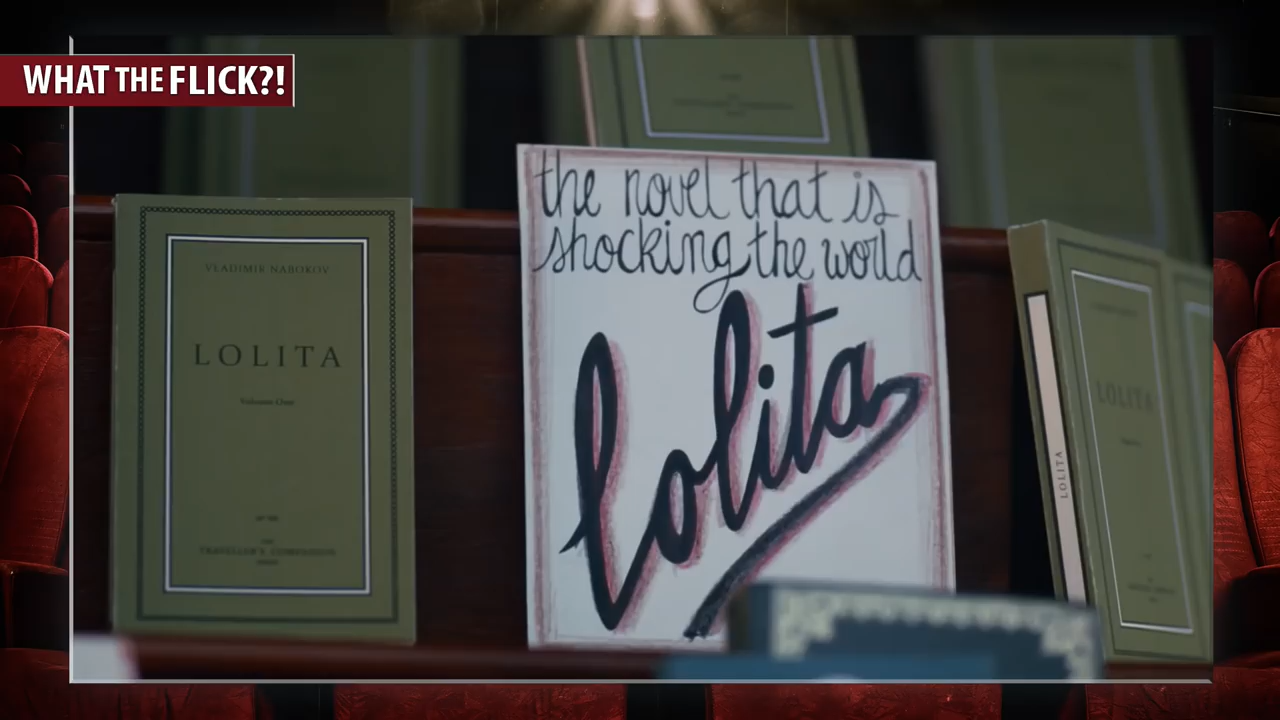 WHAT THE FLICK?!
VLADIMIR NABOKOV
LOLITA
Volume One
THE
TRAVELLER'S COMPANION
the novel that is
shocking the world
lolita
LOLITA
LOLITA